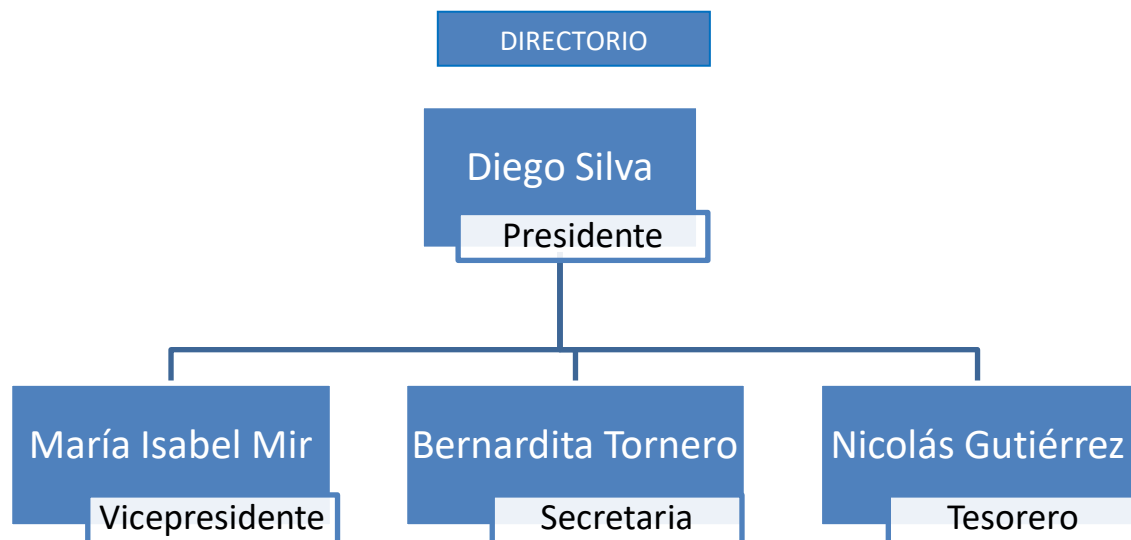 DIRECTORIO
Diego Silva
Presidente
María Isabel Mir
Vicepresidente
Bernardita Tornero
Secretaria
Nicolás Gutiérrez
Tesorero